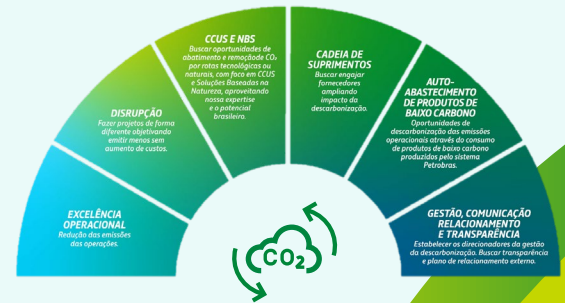 EXCELÊNCIA
OPERACIONAL
Redução das emissões
das operações.
DISRUPÇÃO
Fazer projetos de forma
diferente objetivando
emitir menos sem
aumento de custos.
CCUS E NBS
Buscar oportunidades de
abatimento e remoçãode CO₂
por rotas tecnológicas ou
naturais, com foco em CCUS
e Soluções Baseadas na
Natureza, aproveitando
nossa expertise
e o potencial
brasileiro.
CADEIA DE
SUPRIMENTOS
Buscar engajar
fornecedores
ampliando
impacto da
descarbonização.
AUTO-
ABASTECIMENTO
DE PRODUTOS DE
BAIXO CARBONO
Oportunidades de
descarbonização das emissões
operacionais através do consumo
de produtos de baixo carbono
produzidos pelo sistema
Petrobras.
GESTÃO, COMUNICAÇÃO
RELACIONAMENTO
E TRANSPARÊNCIA
Estabelecer os direcionadores da gestão
da descarbonização. Buscar transparência
e plano de relacionamento externo.
CO₂